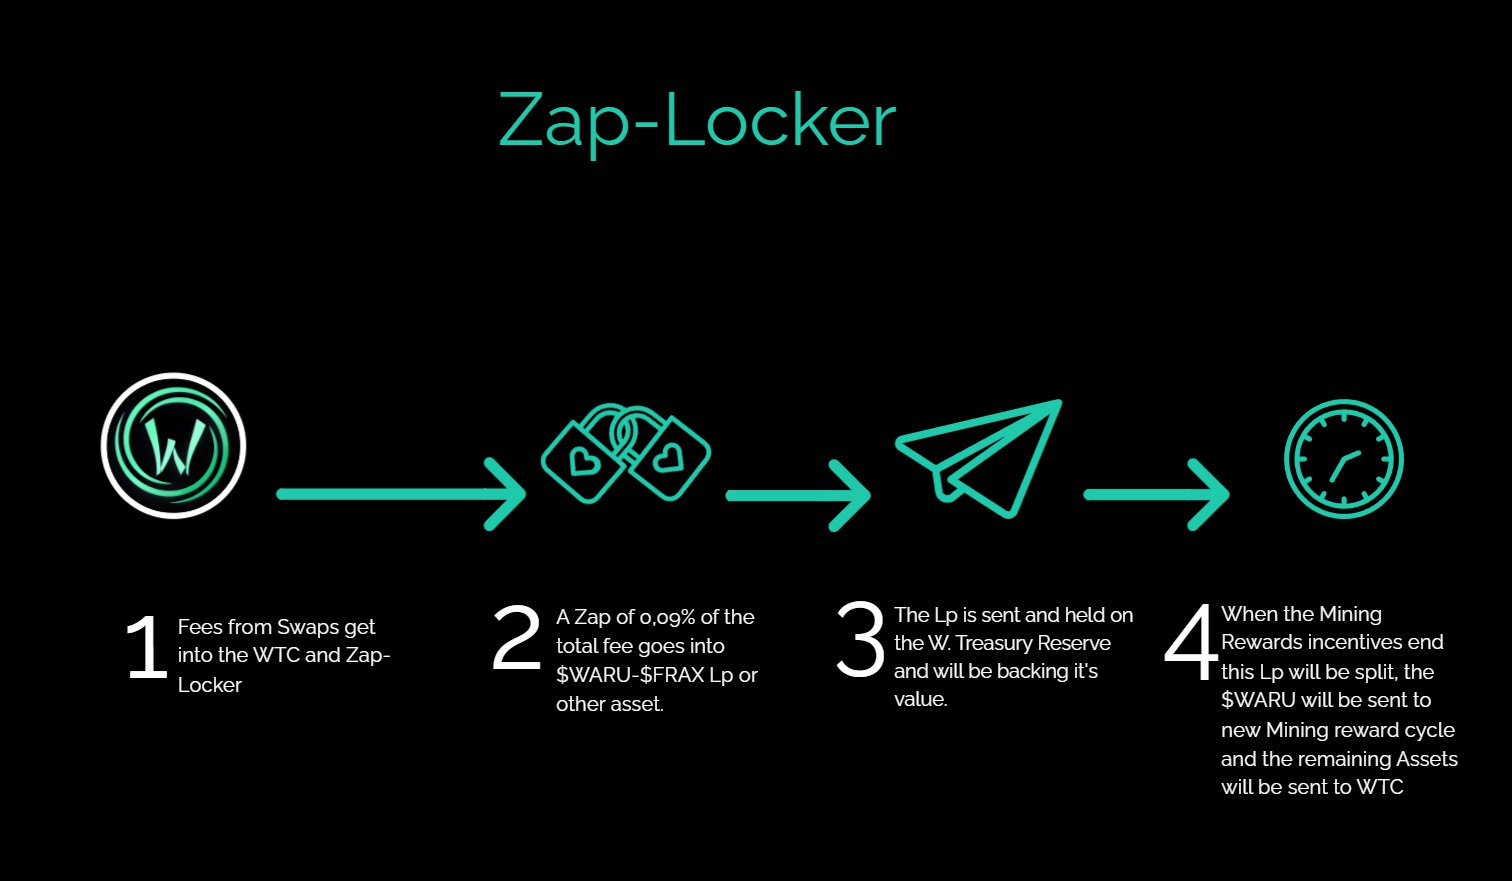 Zap-Locker
W
1
Fees from Swaps get
into the WTC and Zap-
Locker
2
A Zap of 0,09% of the
total fee goes into
$WARU-$FRAX Lp or
other asset.
3
The Lp is sent and held on
the W. Treasury Reserve
and will be backing it's
value.
4
When the Mining
Rewards incentives end
this Lp will be split, the
$WARU will be sent to
new Mining reward cycle
and the remaining Assets
will be sent to WTC